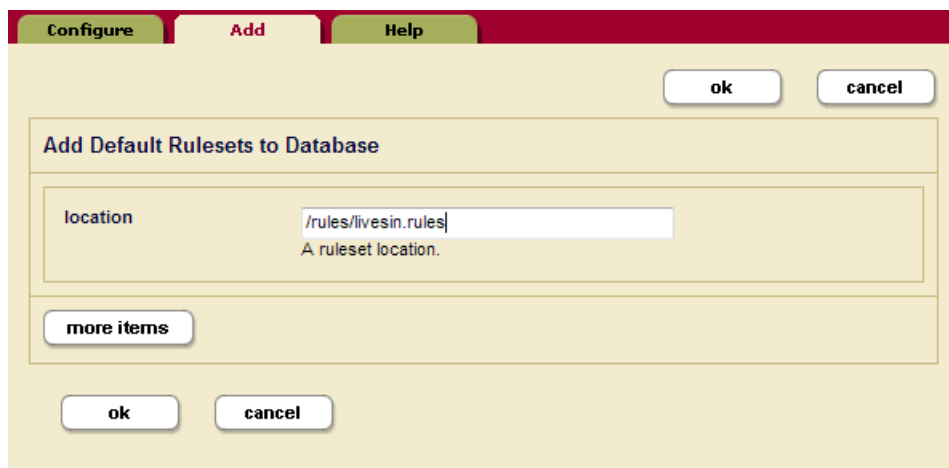 Configure Add Help
ok cancel
Add Default Rulesets to Database
location /rules/livesin.rules
A ruleset location.
more items
ok cancel